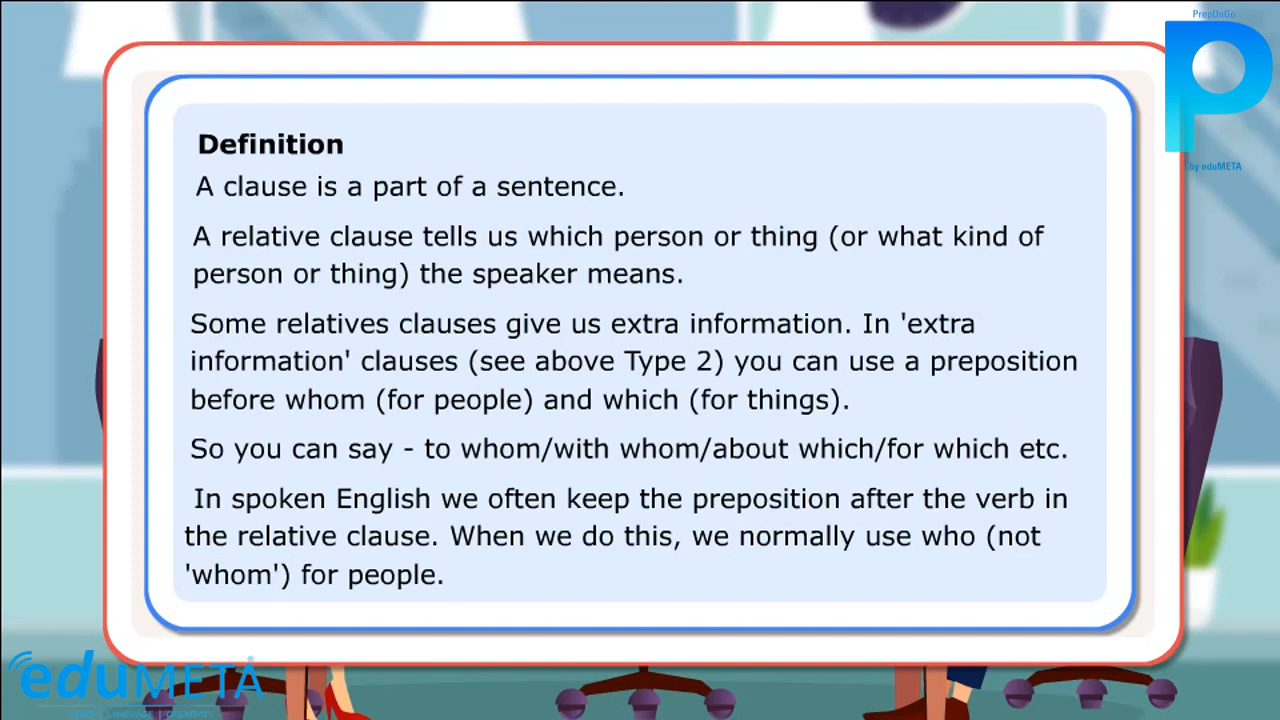 PrepOnGo
by eduMETA
Definition
A clause is a part of a sentence.
A relative clause tells us which person or thing (or what kind of
person or thing) the speaker means.
Some relatives clauses give us extra information. In 'extra
information' clauses (see above Type 2) you can use a preposition
before whom (for people) and which (for things).
So you can say - to whom/with whom/about which/for which etc.
In spoken English we often keep the preposition after the verb in
the relative clause. When we do this, we normally use who (not
'whom') for people.
eduMETA
| LANGUAGE | CREATIVITY